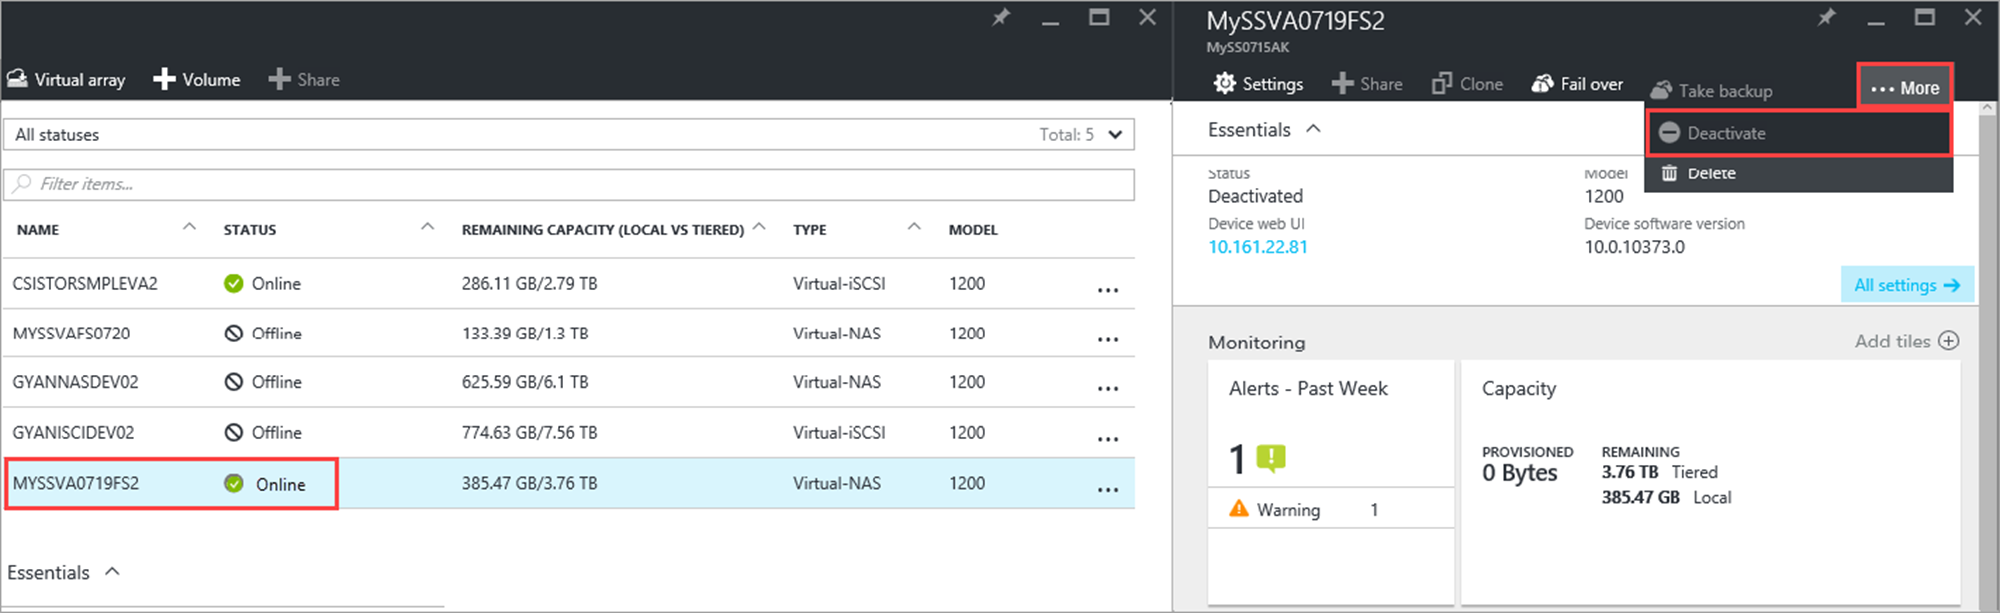 Virtual array Volume Share
All statuses Total: 5
Filter items...
NAME STATUS REMAINING CAPACITY (LOCAL VS TIERED) TYPE MODEL
CSISTORSMPLEVA2 Online 286.11 GB/2.79 TB Virtual-iSCSI 1200 ...
MYSSVAFS0720 Offline 133.39 GB/1.3 TB Virtual-NAS 1200 ...
GYANNASDEV02 Offline 625.59 GB/6.1 TB Virtual-NAS 1200 ...
GYANISCIDEV02 Offline 774.63 GB/7.56 TB Virtual-iSCSI 1200 ...
MYSSVA0719FS2 Online 385.47 GB/3.76 TB Virtual-NAS 1200 ...
Essentials
MySSVA0719FS2
MySS0715AK
Settings Share Clone Fail over Take backup ... More
Deactivate
Delete
Essentials
Status Model
Deactivated 1200
Device web UI Device software version
10.161.22.81 10.0.10373.0
All settings →
Monitoring Add tiles
Alerts - Past Week
1
Warning 1
Capacity
PROVISIONED REMAINING
0 Bytes 3.76 TB Tiered
385.47 GB Local